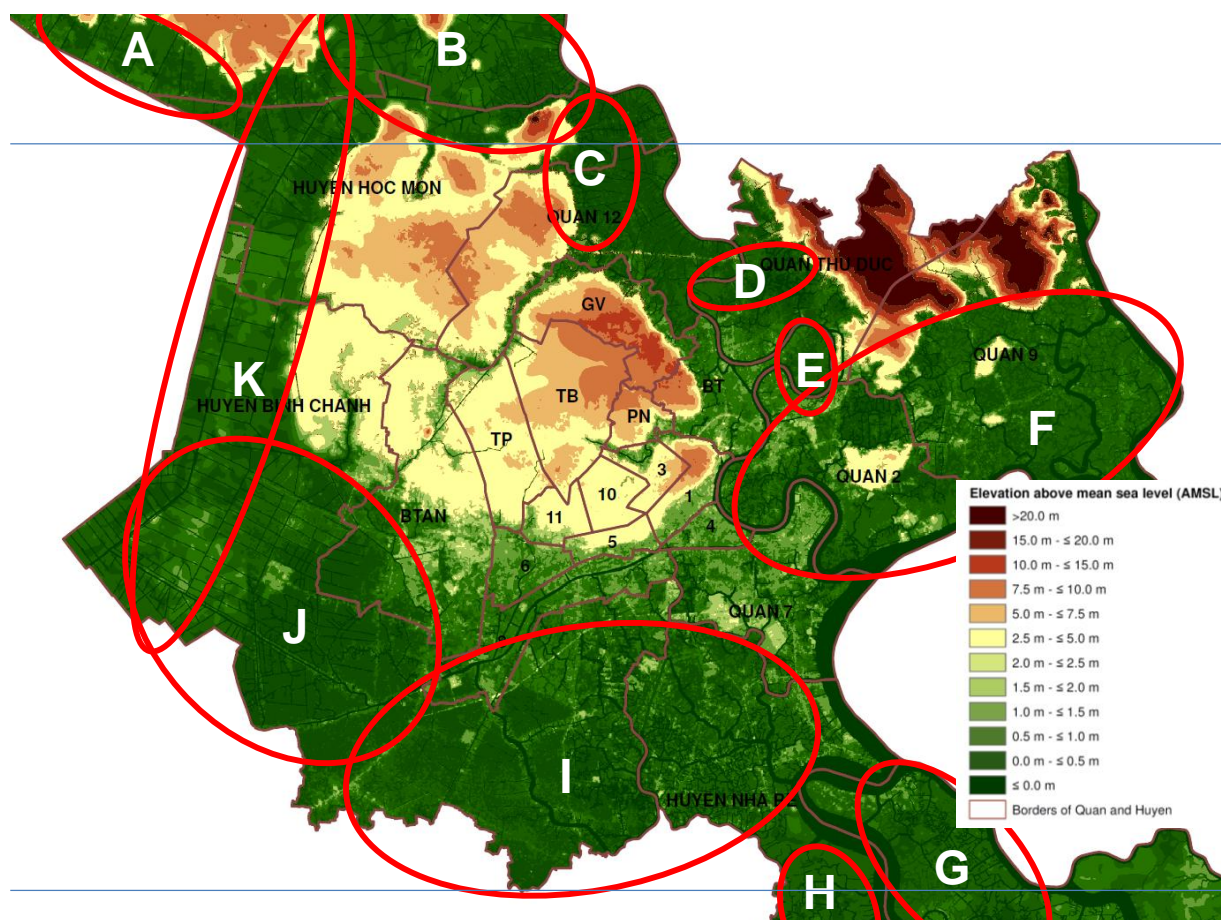 A
B
C
HUYEN HOC MON
QUAN 12
D
QUAN THU DUC
GV
E
QUAN 9
K
BT
TB
HUYEN BINH CHANH
PN
F
TP
3
QUAN 2
10
1
BTAN
11
4
5
6
QUAN 7
J
I
HUYEN NHA BE
G
H
Elevation above mean sea level (AMSL)
>20.0 m
15.0 m - ≤ 20.0 m
10.0 m - ≤ 15.0 m
7.5 m - ≤ 10.0 m
5.0 m - ≤ 7.5 m
2.5 m - ≤ 5.0 m
2.0 m - ≤ 2.5 m
1.5 m - ≤ 2.0 m
1.0 m - ≤ 1.5 m
0.5 m - ≤ 1.0 m
0.0 m - ≤ 0.5 m
≤ 0.0 m
Borders of Quan and Huyen